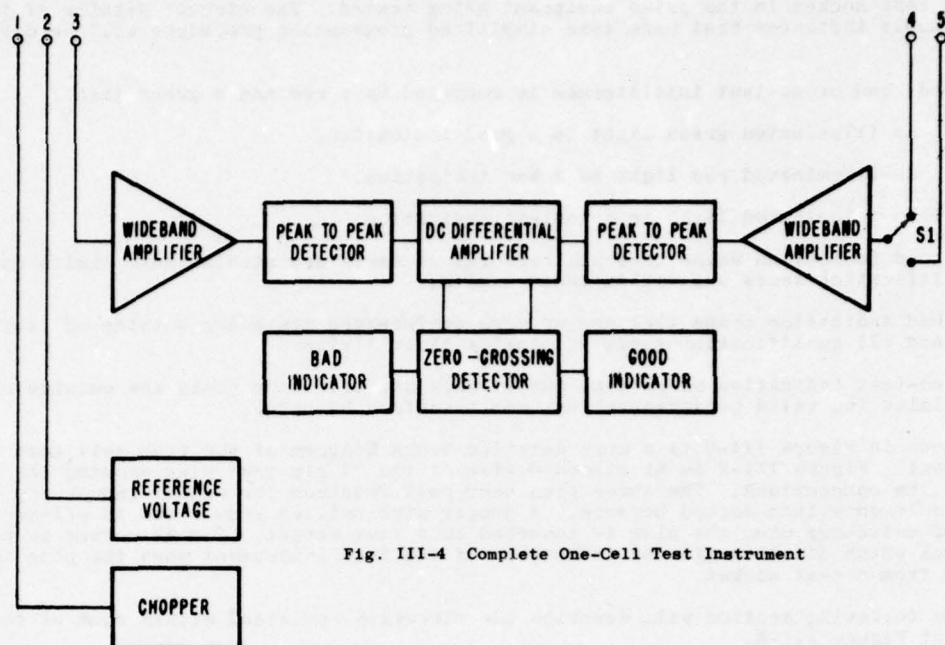 1 2 3 4 5
WIDEBAND
AMPLIFIER
PEAK TO PEAK
DETECTOR
DC DIFFERENTIAL
AMPLIFIER
PEAK TO PEAK
DETECTOR
WIDEBAND
AMPLIFIER
S1
BAD
INDICATOR
ZERO-CROSSING
DETECTOR
GOOD
INDICATOR
REFERENCE
VOLTAGE
Fig. III-4 Complete One-Cell Test Instrument
CHOPPER